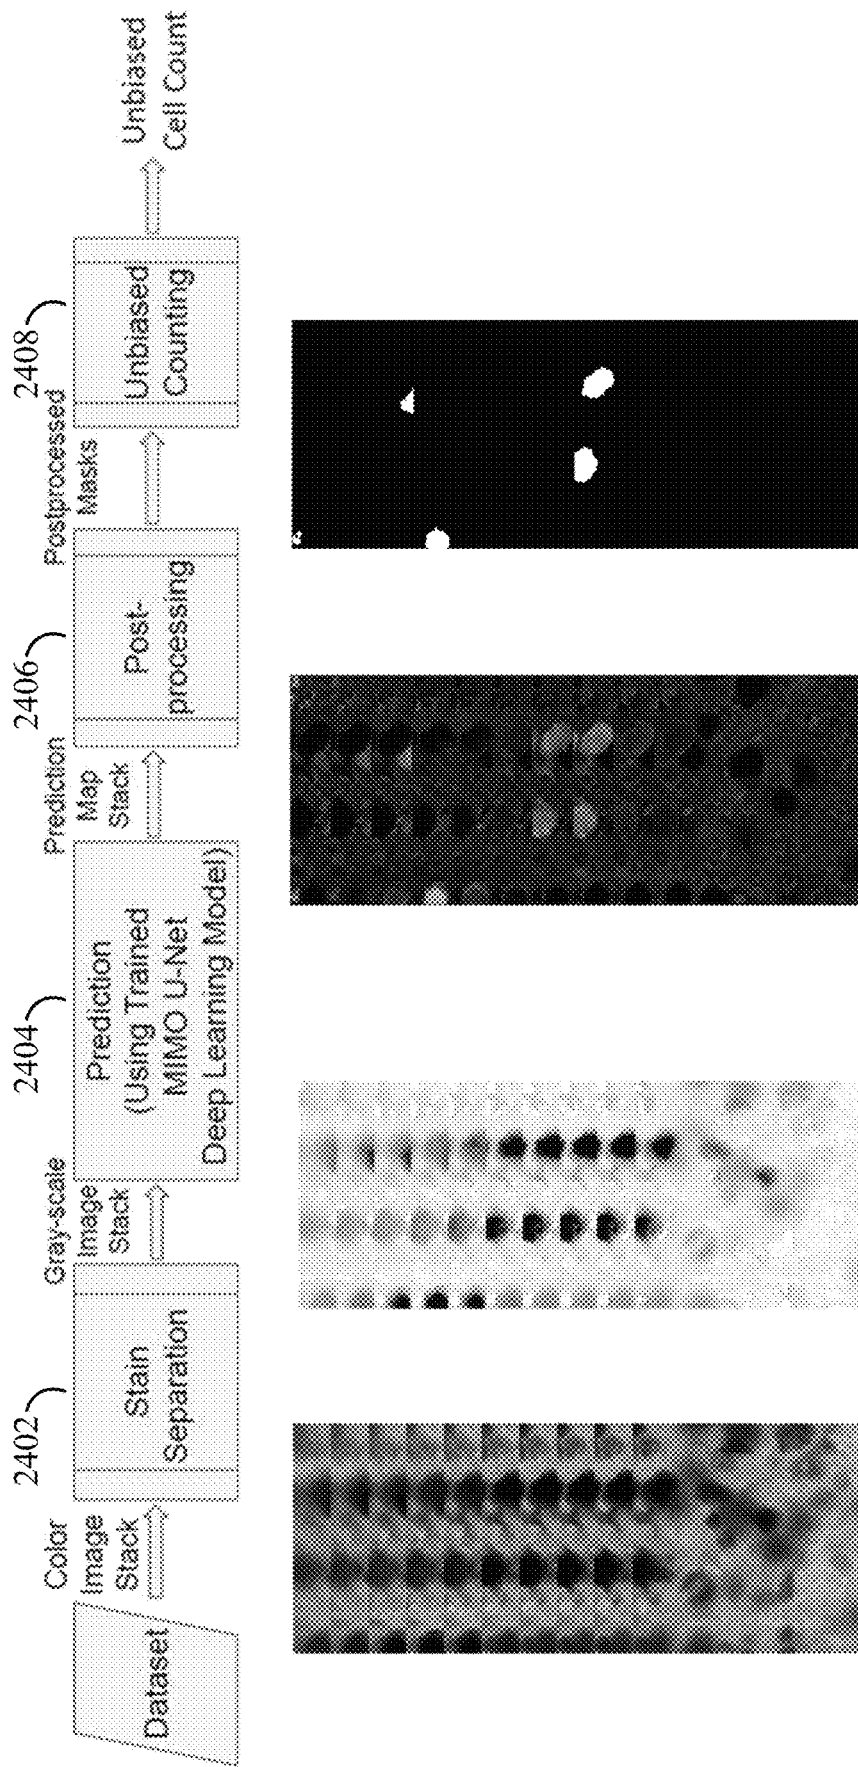 Dataset
Color
Image
Stack
2402
Stain
Separation
Gray-scale
Image
Stack
2404
Prediction
(Using Trained
MIMO U-Net
Deep Learning Model)
Prediction
Map
Stack
2406
Post-
processing
Postprocessed
Masks
2408
Unbiased
Counting
Unbiased
Cell Count